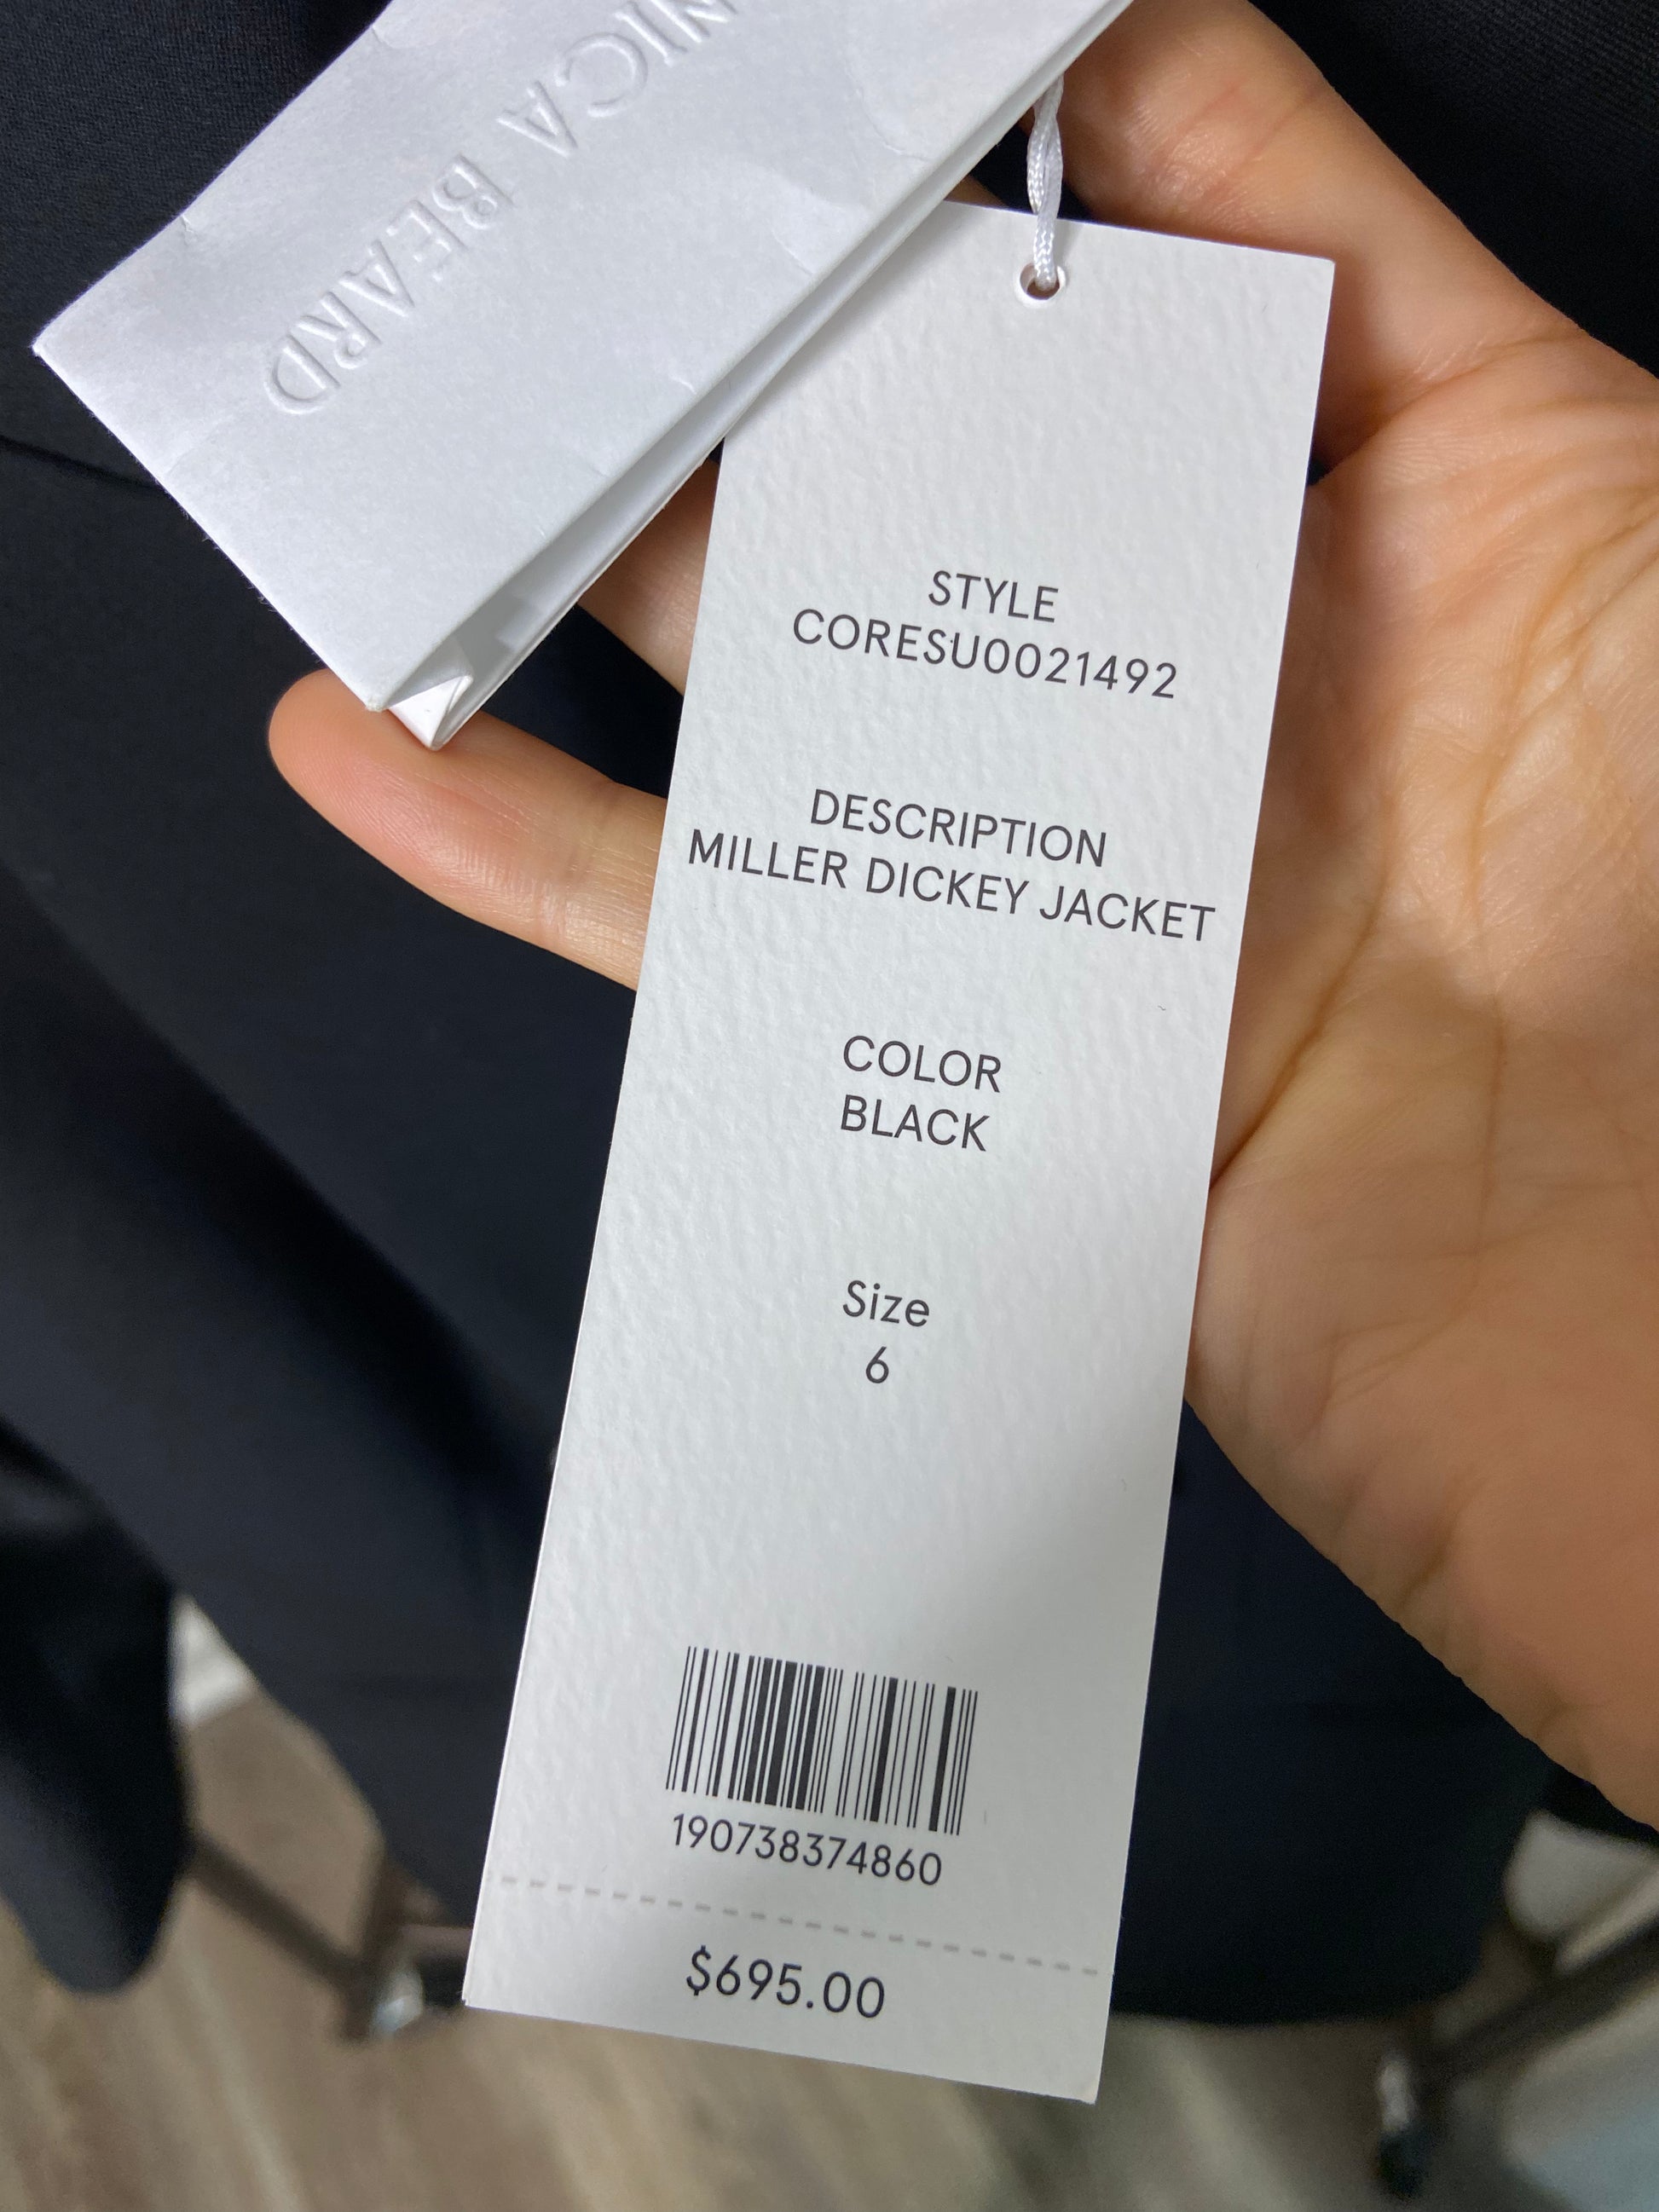 NICA BEARD
STYLE
CORESU0021492
DESCRIPTION
MILLER DICKEY JACKET
COLOR
BLACK
Size
6
190738374860
$695.00